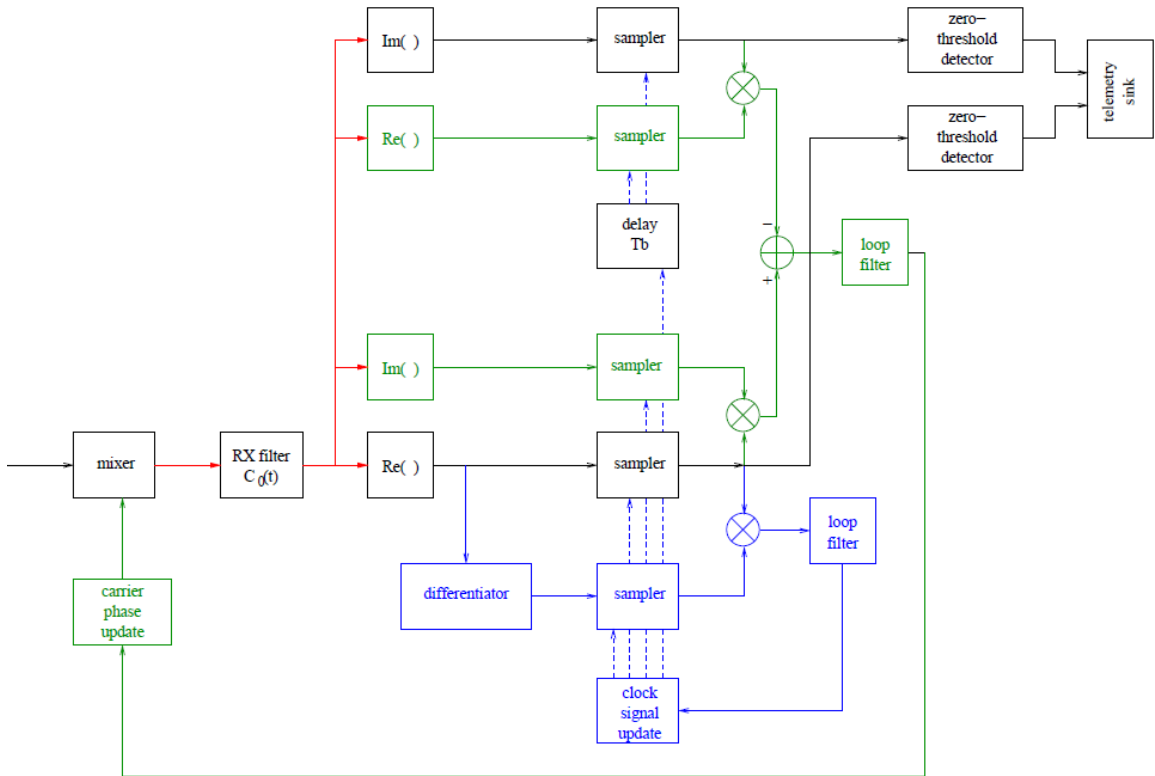 Im( )
sampler
zero−
threshold
detector
telemetry
sink
Re( )
sampler
zero−
threshold
detector
delay
Tb
−
+
loop
filter
Im( )
sampler
mixer
RX filter
C0(t)
Re( )
sampler
loop
filter
carrier
phase
update
differentiator
sampler
clock
signal
update